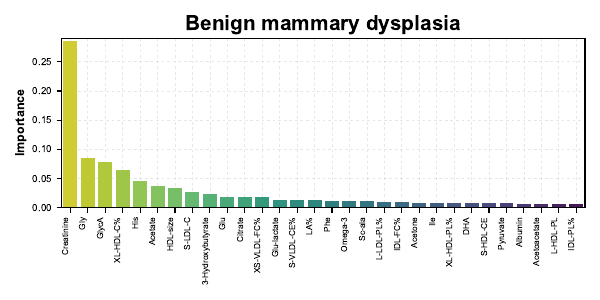 Benign mammary dysplasia
Importance
0.25
0.20
0.15
0.10
0.05
0.00
Creatinine
Gly
GlycA
XL-HDL-C%
His
Acetate
HDL-size
S-LDL-C
3-Hydroxybutyrate
Glu
Citrate
XS-VLDL-FC%
Glu-lactate
S-VLDL-CE%
LA%
Phe
Omega-3
Sc-ala
L-LDL-PL%
IDL-FC%
Acetone
Ile
XL-HDL-PL%
DHA
S-HDL-CE
Pyruvate
Albumin
Acetoacetate
L-HDL-PL
IDL-PL%